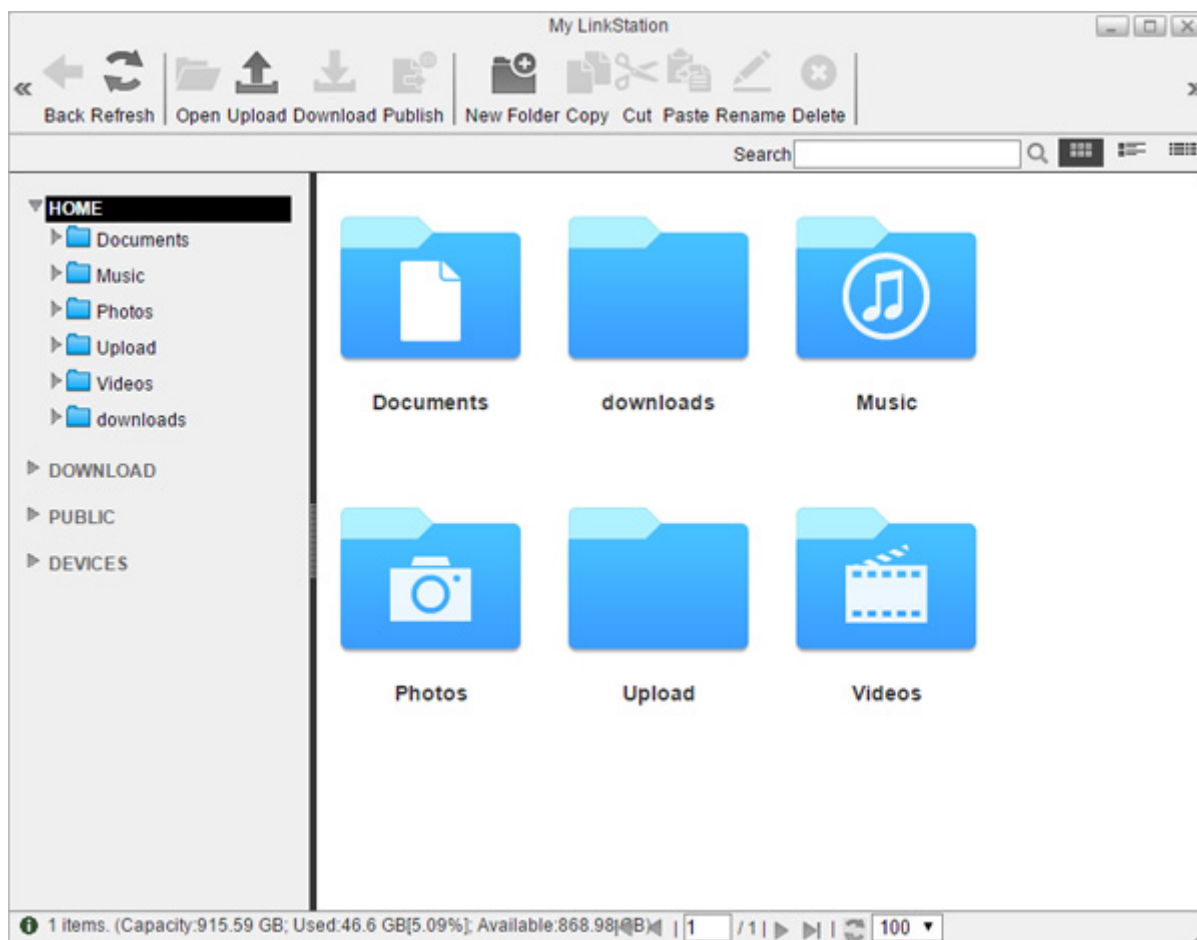 My LinkStation
Back Refresh Open Upload Download Publish New Folder Copy Cut Paste Rename Delete
Search
HOME
Documents
Music
Photos
Upload
Videos
downloads
DOWNLOAD
PUBLIC
DEVICES
Documents downloads Music
Photos Upload Videos
1 items. (Capacity:915.59 GB; Used:46.6 GB[5.09%]; Available:868.98 GB) 1 / 1 100